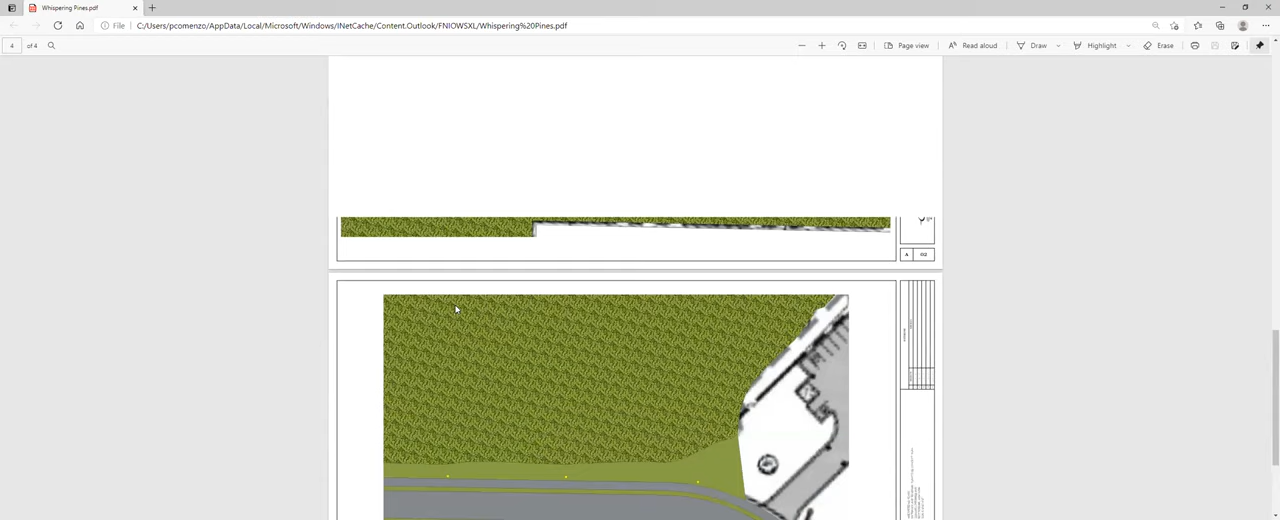 Whispering Pines.pdf
File
C:/Users/pcomenzo/AppData/Local/Microsoft/Windows/INetCache/Content.Outlook/FNIOWSXL/Whispering%20Pines.pdf
4 of 4
Page view
Read aloud
Draw
Highlight
Erase
A